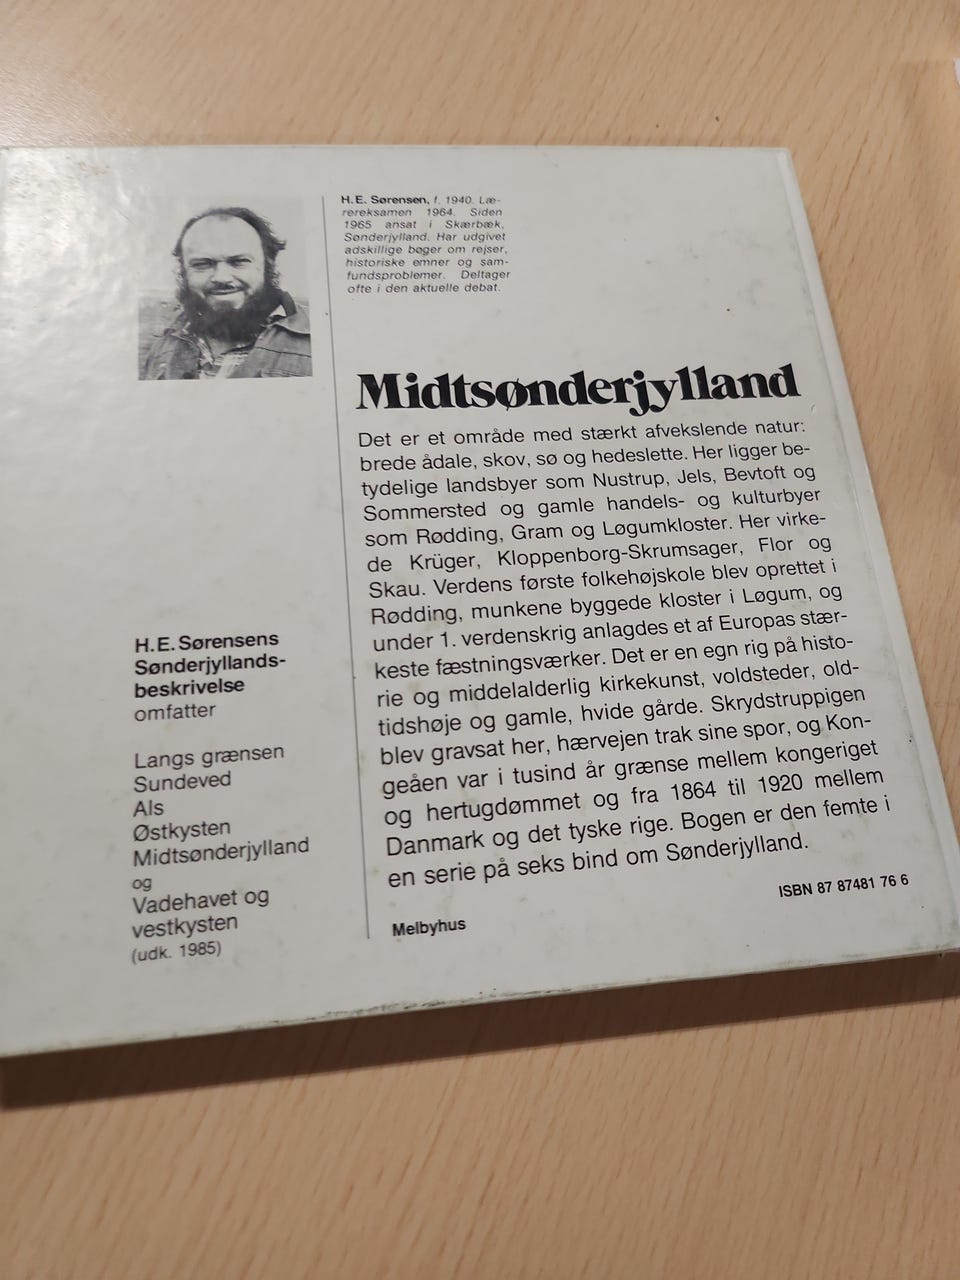 H.E. Sørensen, f. 1940. Læ-
rereksamen 1964. Siden
1965 ansat i Skærbæk,
Sønderjylland. Har udgivet
adskillige bøger om rejser,
historiske emner og sam-
fundsproblemer. Deltager
ofte i den aktuelle debat.
Midtsønderjylland
Det er et område med stærkt afvekslende natur:
brede ådale, skov, sø og hedeslette. Her ligger be-
tydelige landsbyer som Nustrup, Jels, Bevtoft og
Sommersted og gamle handels- og kulturbyer
som Rødding, Gram og Løgumkloster. Her virke-
de Krüger, Kloppenborg-Skrumsager, Flor og
Skau. Verdens første folkehøjskole blev oprettet i
Rødding, munkene byggede kloster i Løgum, og
under 1. verdenskrig anlagdes et af Europas stær-
keste fæstningsværker. Det er en egn rig på histo-
rie og middelalderlig kirkekunst, voldsteder, old-
tidshøje og gamle, hvide gårde. Skrydstruppigen
blev gravsat her, hærvejen trak sine spor, og Kon-
geåen var i tusind år grænse mellem kongeriget
og hertugdømmet og fra 1864 til 1920 mellem
Danmark og det tyske rige. Bogen er den femte i
en serie på seks bind om Sønderjylland.
H.E. Sørensens
Sønderjyllands-
beskrivelse
omfatter
Langs grænsen
Sundeved
Als
Østkysten
Midtsønderjylland
og
Vadehavet og
vestkysten
(udk. 1985)
Melbyhus
ISBN 87 87481 76 6